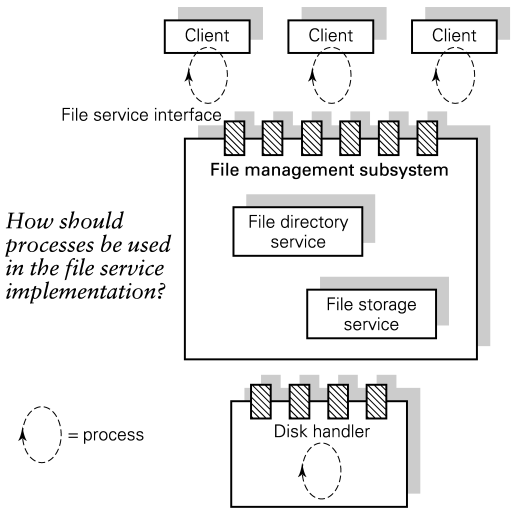 Client
Client
Client
File service interface
File management subsystem
How should
processes be used
in the file service
implementation?
File directory
service
File storage
service
Disk handler
= process